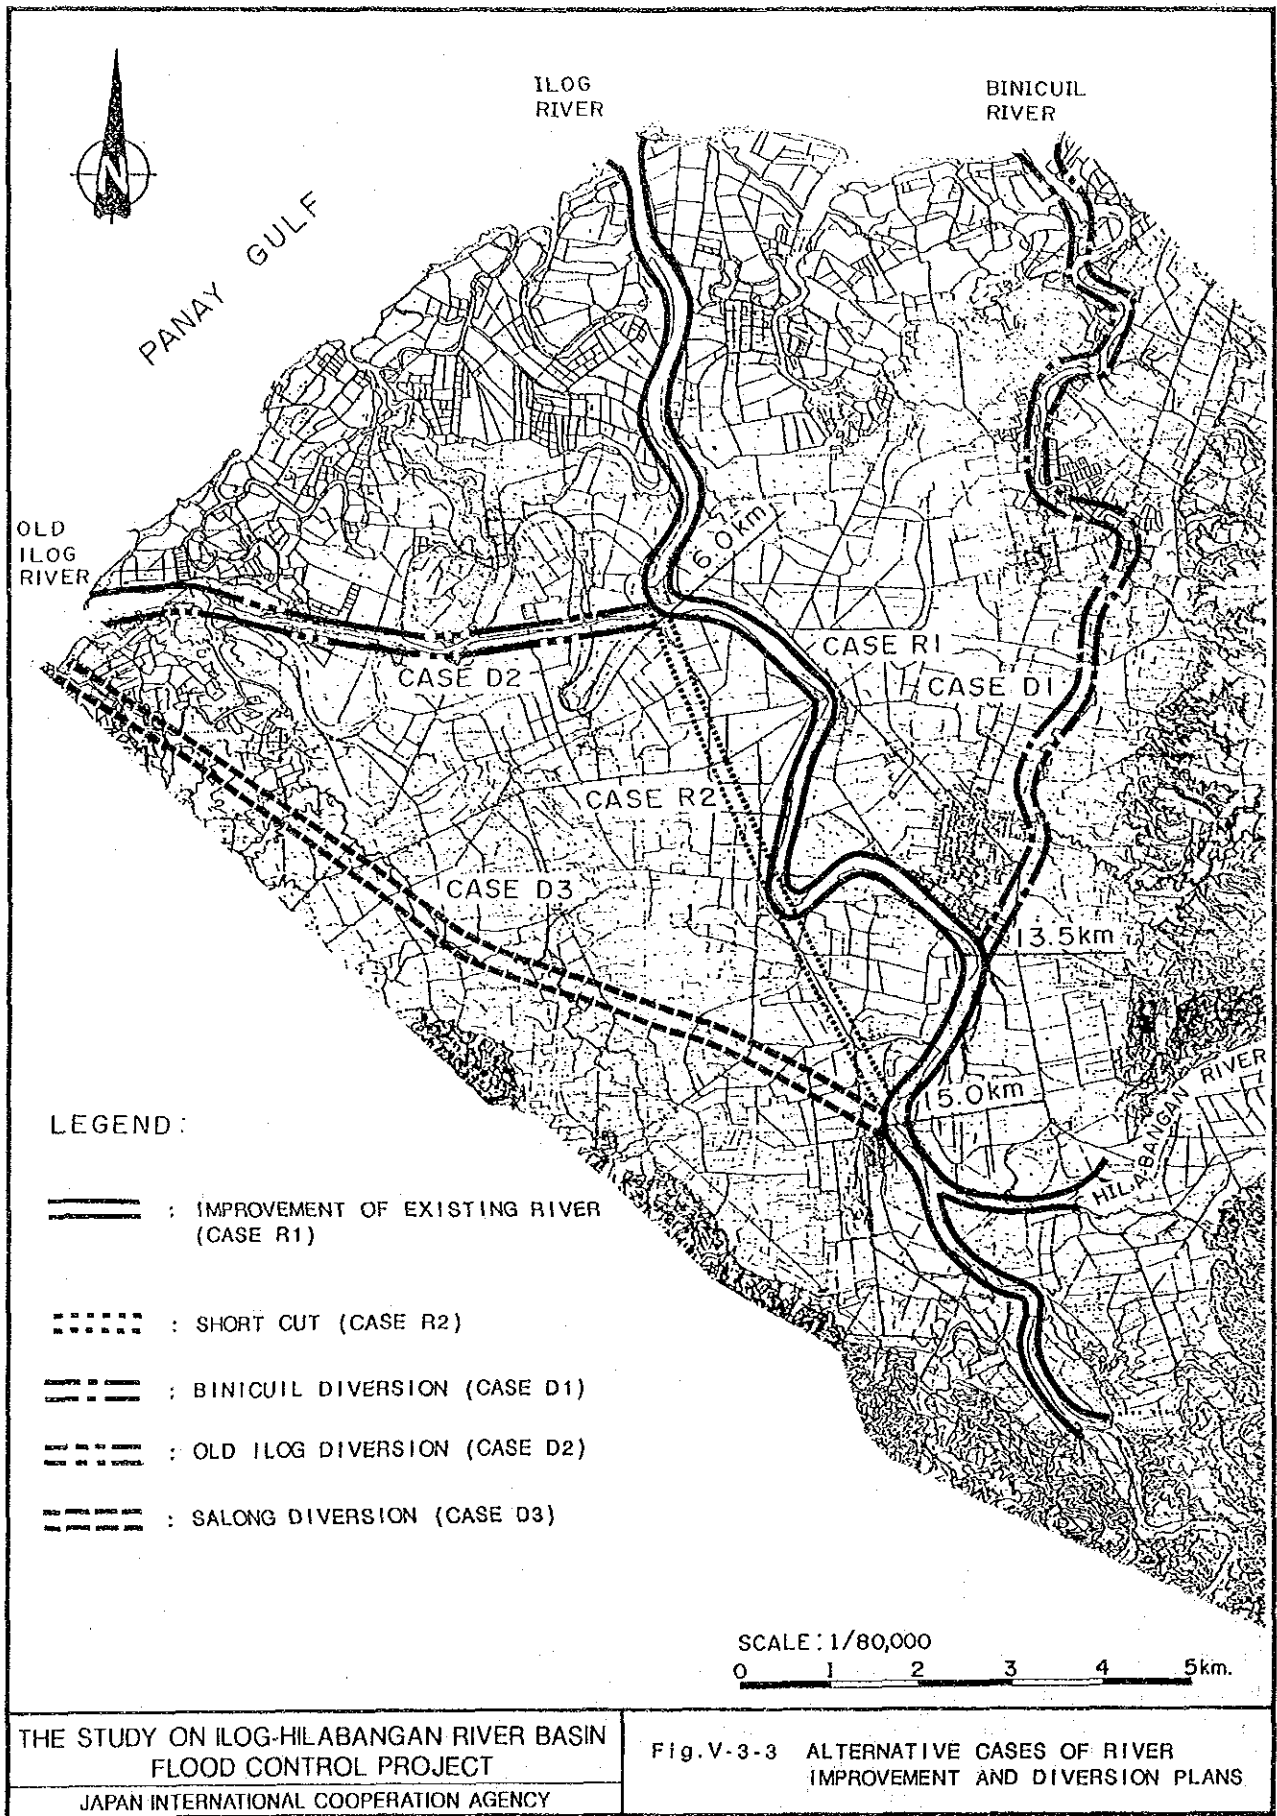 ILOG
RIVER
BINICUIL
RIVER
N
PANAY GULF
OLD
ILOG
RIVER
6.0km
CASE R1
CASE D2
CASE D1
CASE R2
CASE D3
13.5km
15.0km
HILABANGAN RIVER
LEGEND:
: IMPROVEMENT OF EXISTING RIVER
(CASE R1)
: SHORT CUT (CASE R2)
: BINICUIL DIVERSION (CASE D1)
: OLD ILOG DIVERSION (CASE D2)
: SALONG DIVERSION (CASE D3)
SCALE: 1/80,000
0 1 2 3 4 5km.
THE STUDY ON ILOG-HILABANGAN RIVER BASIN
FLOOD CONTROL PROJECT
JAPAN INTERNATIONAL COOPERATION AGENCY
Fig. V-3-3 ALTERNATIVE CASES OF RIVER
IMPROVEMENT AND DIVERSION PLANS